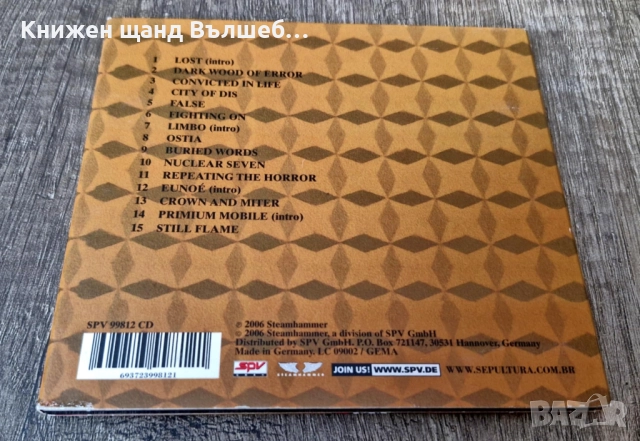 Книжен щанд Вълшеб...
1 LOST (intro)
2 DARK WOOD OF ERROR
3 CONVICTED IN LIFE
4 CITY OF DIS
5 FALSE
6 FIGHTING ON
7 LIMBO (intro)
8 OSTIA
9 BURIED WORDS
10 NUCLEAR SEVEN
11 REPEATING THE HORROR
12 EUNOÉ (intro)
13 CROWN AND MITER
14 PRIMIUM MOBILE (intro)
15 STILL FLAME
SPV 99812 CD
℗ 2006 Steamhammer
© 2006 Steamhammer, a division of SPV GmbH
Distributed by SPV GmbH. P.O. Box 721147, 30531 Hannover, Germany
Made in Germany. LC 09002 / GEMA
693723998121
SPV
STEAMHAMMER
JOIN US! WWW.SPV.DE
WWW.SEPULTURA.COM.BR
BAZAR